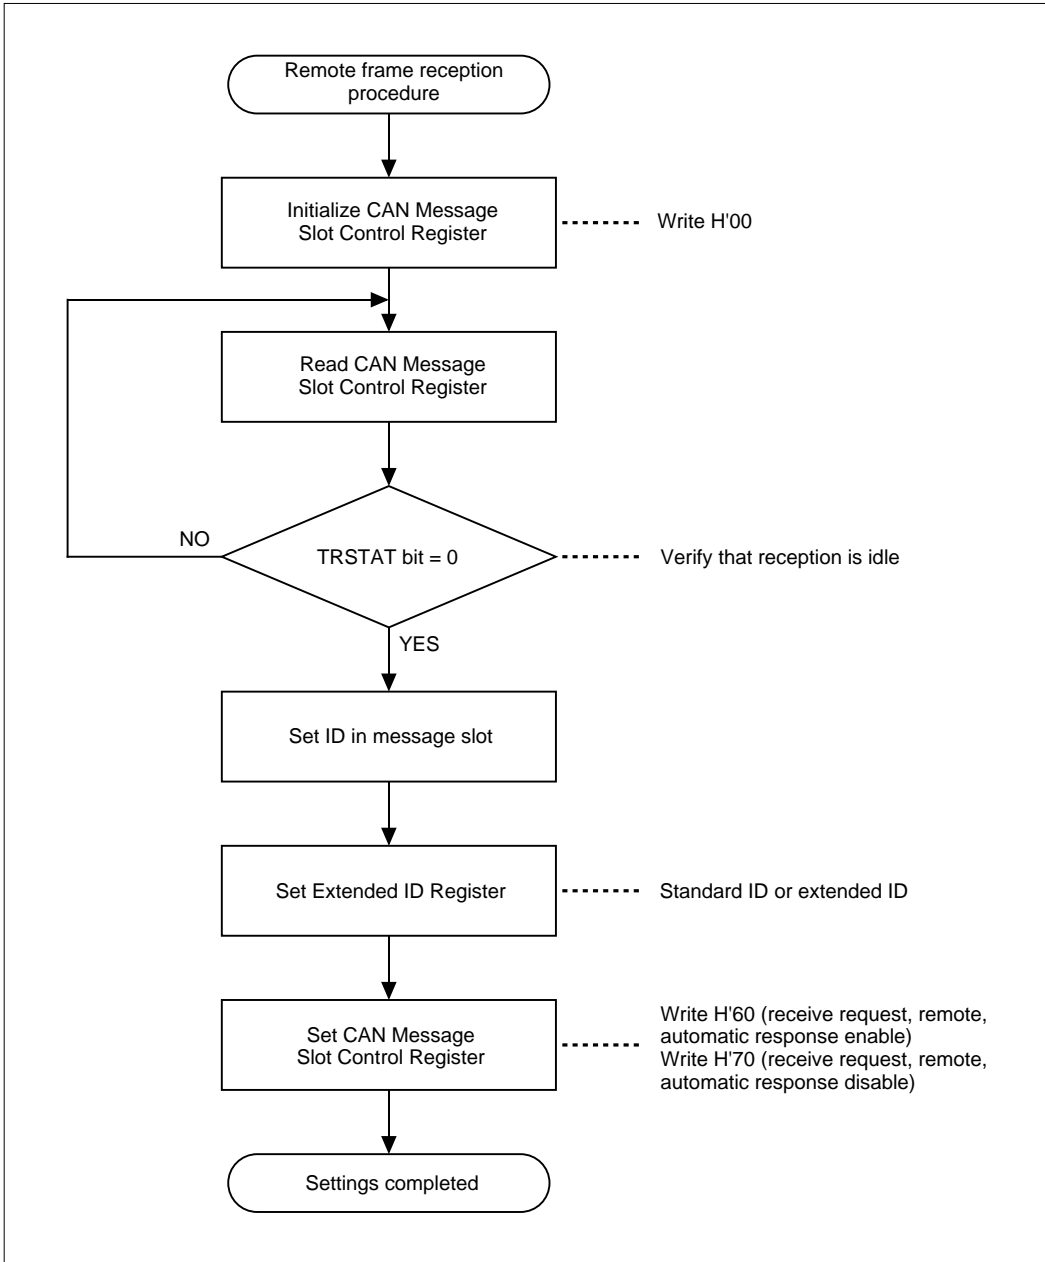 Remote frame reception
procedure
Initialize CAN Message
Slot Control Register
Write H'00
Read CAN Message
Slot Control Register
NO
TRSTAT bit = 0
Verify that reception is idle
YES
Set ID in message slot
Set Extended ID Register
Standard ID or extended ID
Set CAN Message
Slot Control Register
Write H'60 (receive request, remote,
automatic response enable)
Write H'70 (receive request, remote,
automatic response disable)
Settings completed